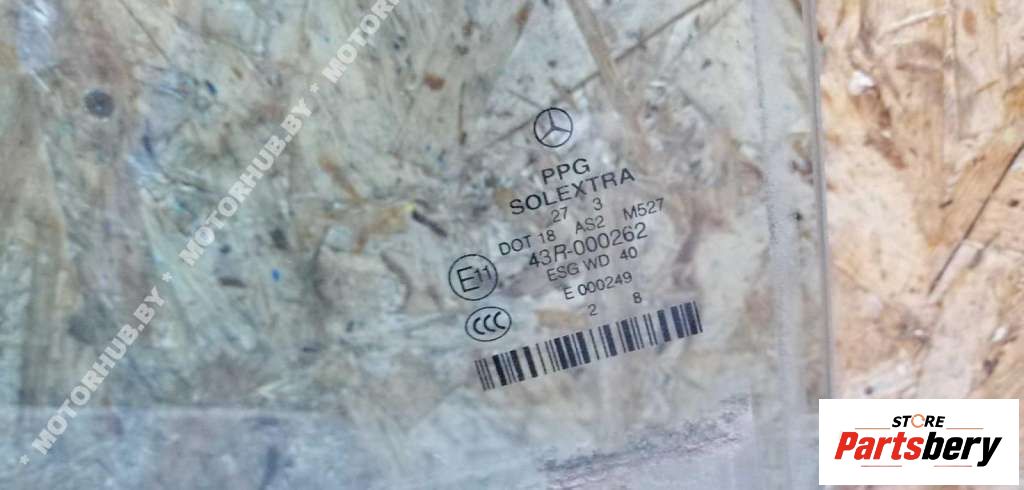 * MOTORHUB.BY * MOTORHUB.BY * MOTORHUB.BY * MOTOR
PPG
SOLEXTRA
27 3
DOT 18 AS2 M527
43R-000262
E11 ESG WD 40
E 000249
CCC 2 8
STORE
Partsbery